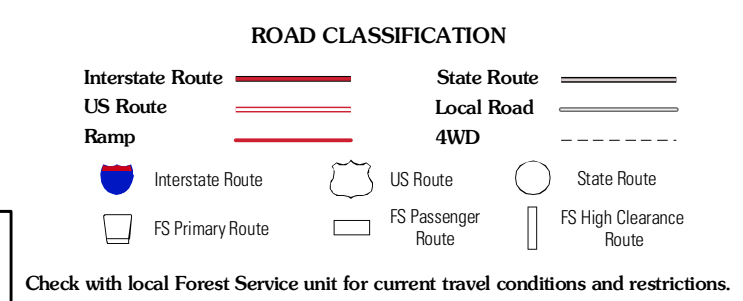 ROAD CLASSIFICATION
Interstate Route
State Route
US Route
Local Road
Ramp
4WD
Interstate Route
US Route
State Route
FS Primary Route
FS Passenger
Route
FS High Clearance
Route
Check with local Forest Service unit for current travel conditions and restrictions.